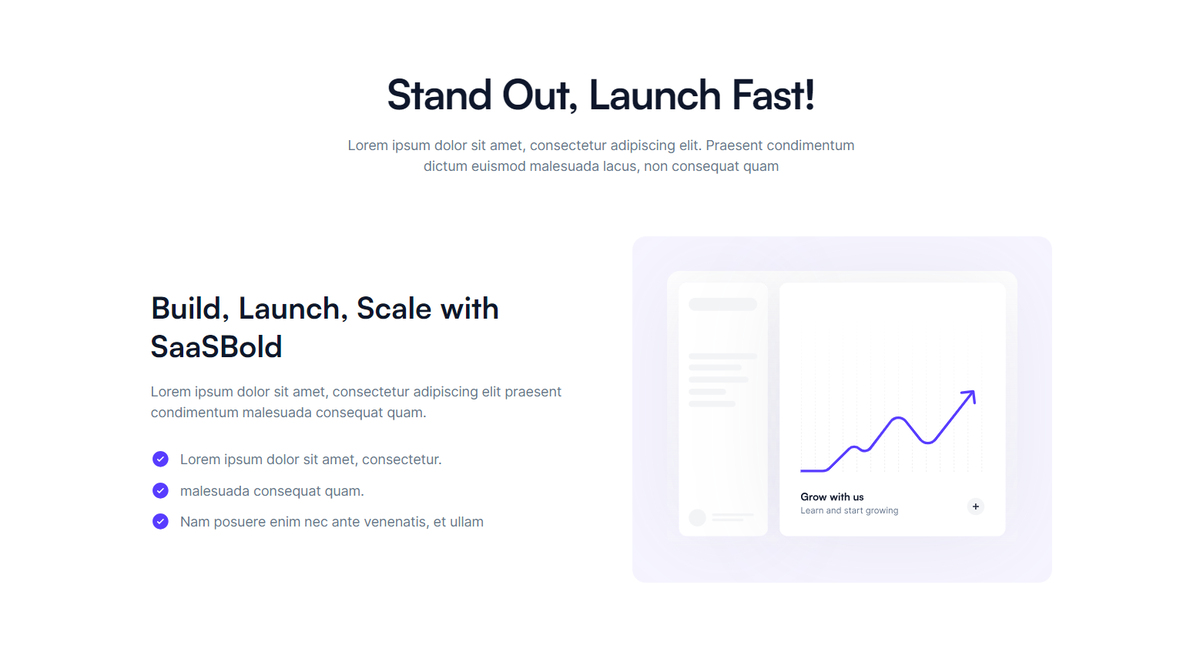 Stand Out, Launch Fast!
Lorem ipsum dolor sit amet, consectetur adipiscing elit. Praesent condimentum
dictum euismod malesuada lacus, non consequat quam
Build, Launch, Scale with
SaaSBold
Lorem ipsum dolor sit amet, consectetur adipiscing elit praesent
condimentum malesuada consequat quam.
Lorem ipsum dolor sit amet, consectetur.
malesuada consequat quam.
Nam posuere enim nec ante venenatis, et ullam
Grow with us
Learn and start growing